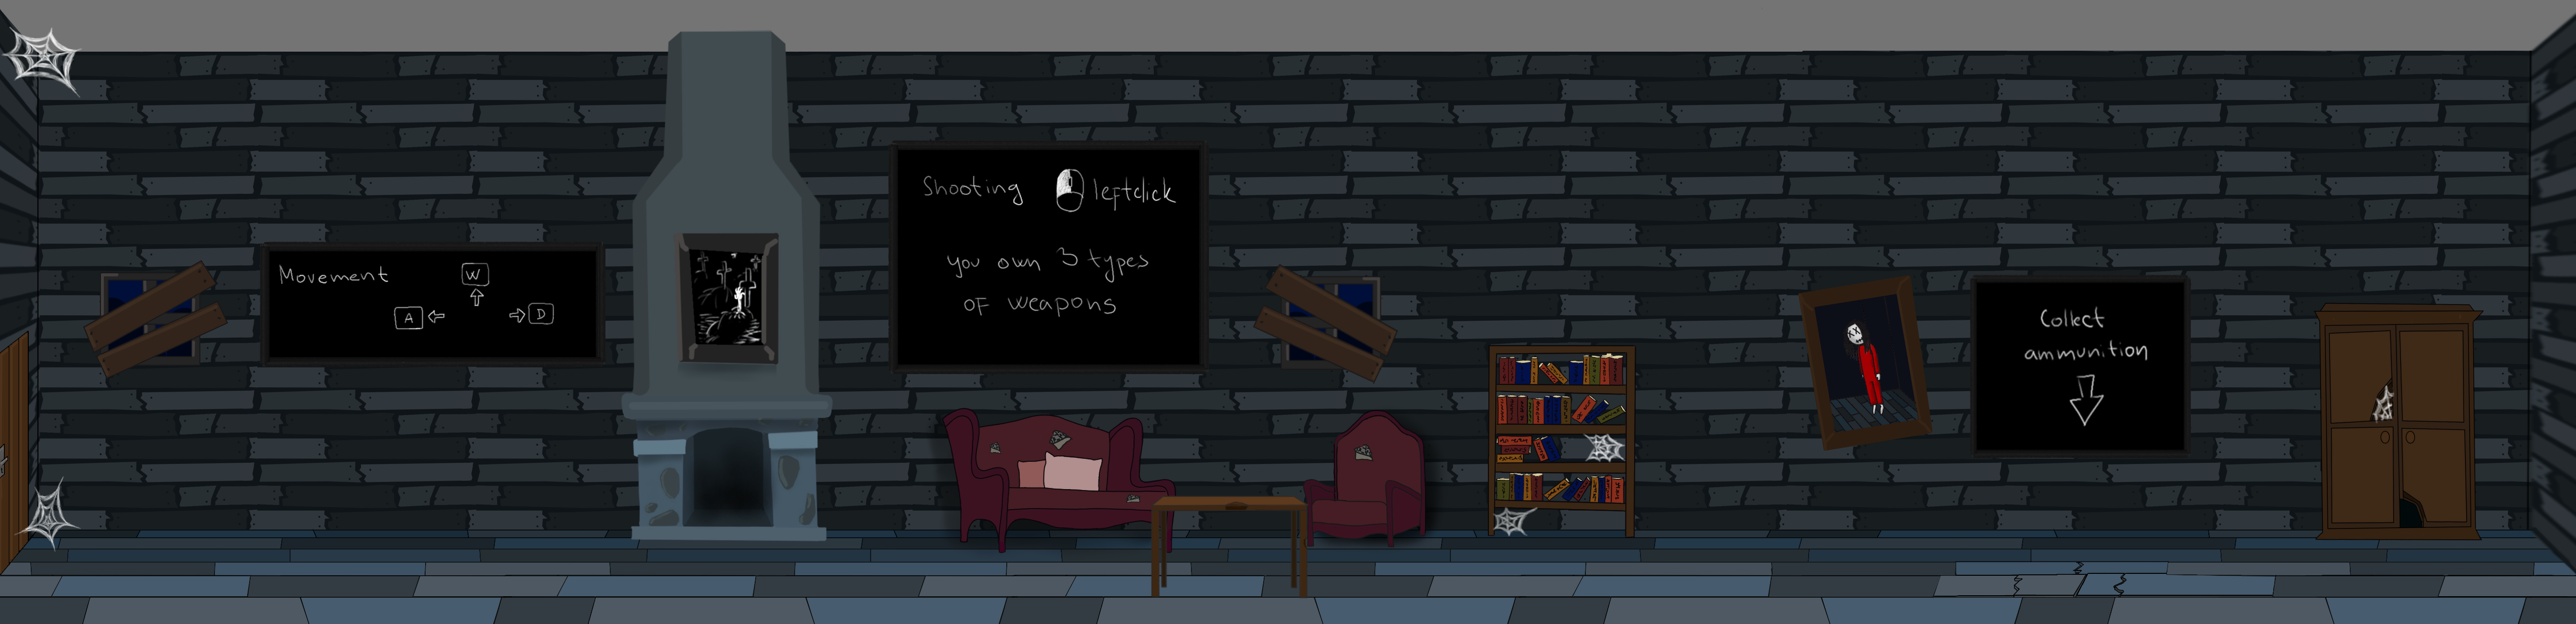 Movement
W
A
D
Shooting leftclick
you own 3 types
of weapons
Collect
ammunition